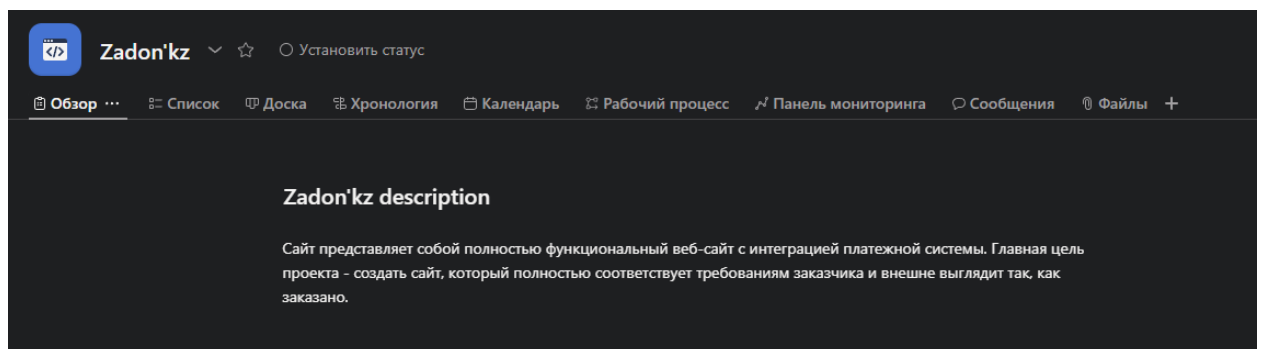 Zadon'kz
Установить статус
Обзор ... Список Доска Хронология Календарь Рабочий процесс Панель мониторинга Сообщения Файлы +
Zadon'kz description
Сайт представляет собой полностью функциональный веб-сайт с интеграцией платежной системы. Главная цель
проекта - создать сайт, который полностью соответствует требованиям заказчика и внешне выглядит так, как
заказано.